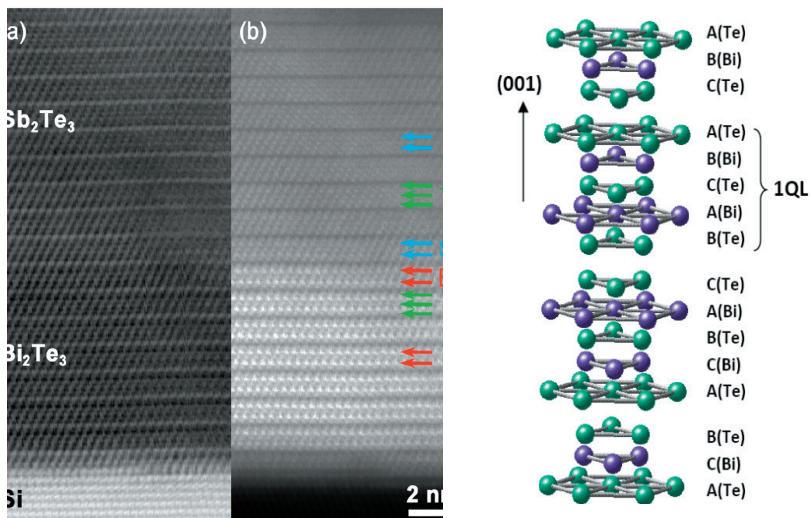 a)
(b)
Sb₂Te₃
Bi₂Te₃
Si
2 n
(001)
A(Te)
B(Bi)
C(Te)
A(Te)
B(Bi)
C(Te)
A(Bi)
B(Te)
1QL
C(Te)
A(Bi)
B(Te)
C(Bi)
A(Te)
B(Te)
C(Bi)
A(Te)